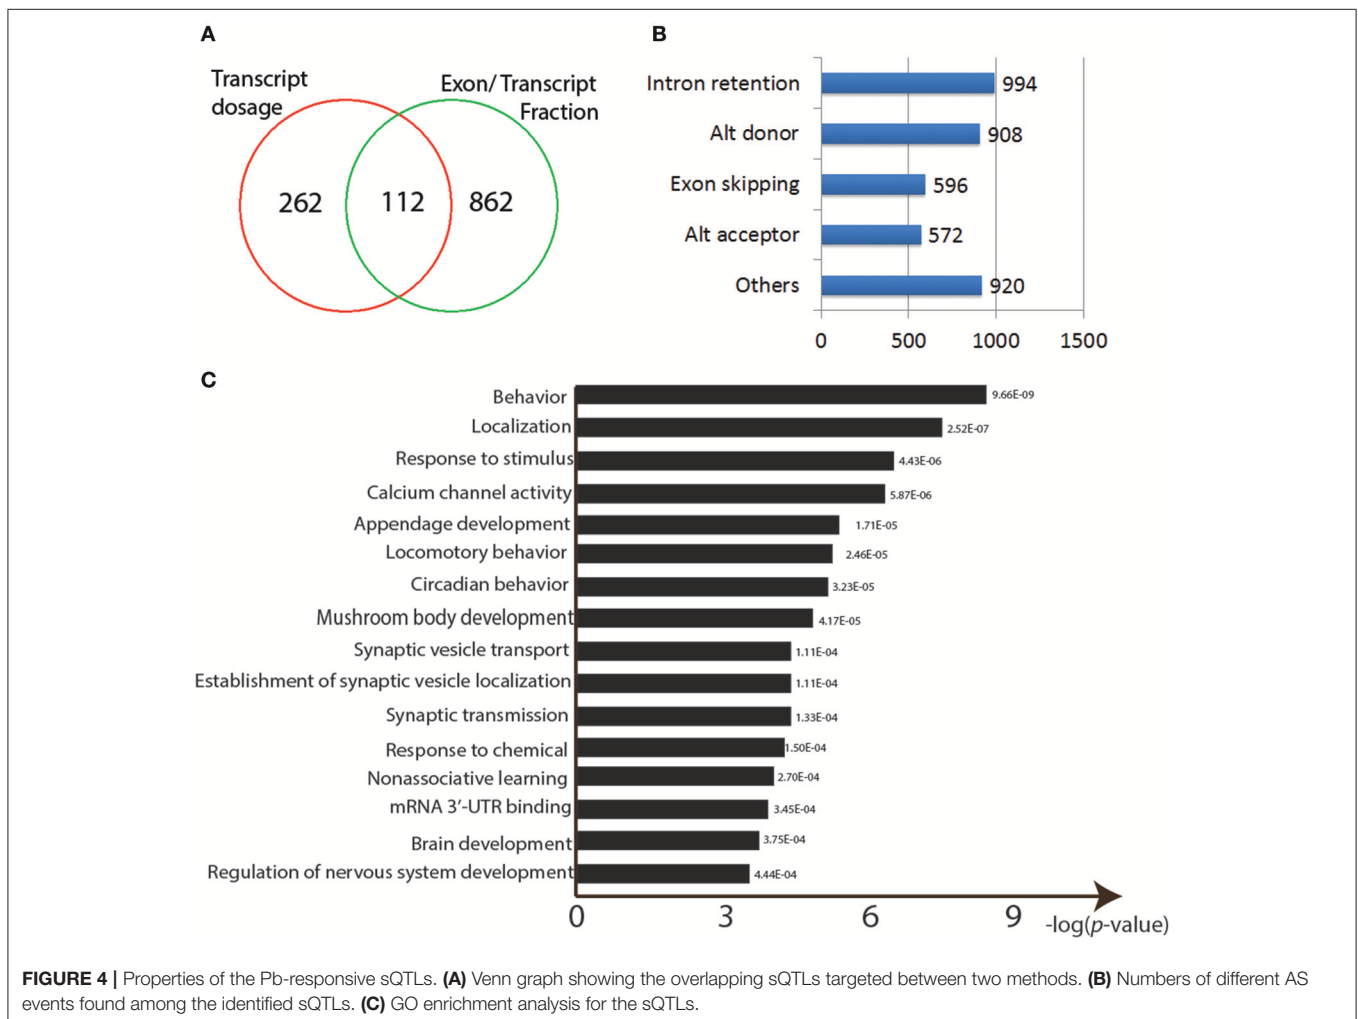 A
Transcript
dosage
Exon/ Transcript
Fraction
262
112
862
B
Intron retention 994
Alt donor 908
Exon skipping 596
Alt acceptor 572
Others 920
0 500 1000 1500
C
Behavior 9.66E-09
Localization 2.52E-07
Response to stimulus 4.43E-06
Calcium channel activity 5.87E-06
Appendage development 1.71E-05
Locomotory behavior 2.46E-05
Circadian behavior 3.23E-05
Mushroom body development 4.17E-05
Synaptic vesicle transport 1.11E-04
Establishment of synaptic vesicle localization 1.11E-04
Synaptic transmission 1.33E-04
Response to chemical 1.50E-04
Nonassociative learning 2.70E-04
mRNA 3'-UTR binding 3.45E-04
Brain development 3.75E-04
Regulation of nervous system development 4.44E-04
0 3 6 9 -log(p-value)
FIGURE 4 | Properties of the Pb-responsive sQTLs. (A) Venn graph showing the overlapping sQTLs targeted between two methods. (B) Numbers of different AS
events found among the identified sQTLs. (C) GO enrichment analysis for the sQTLs.